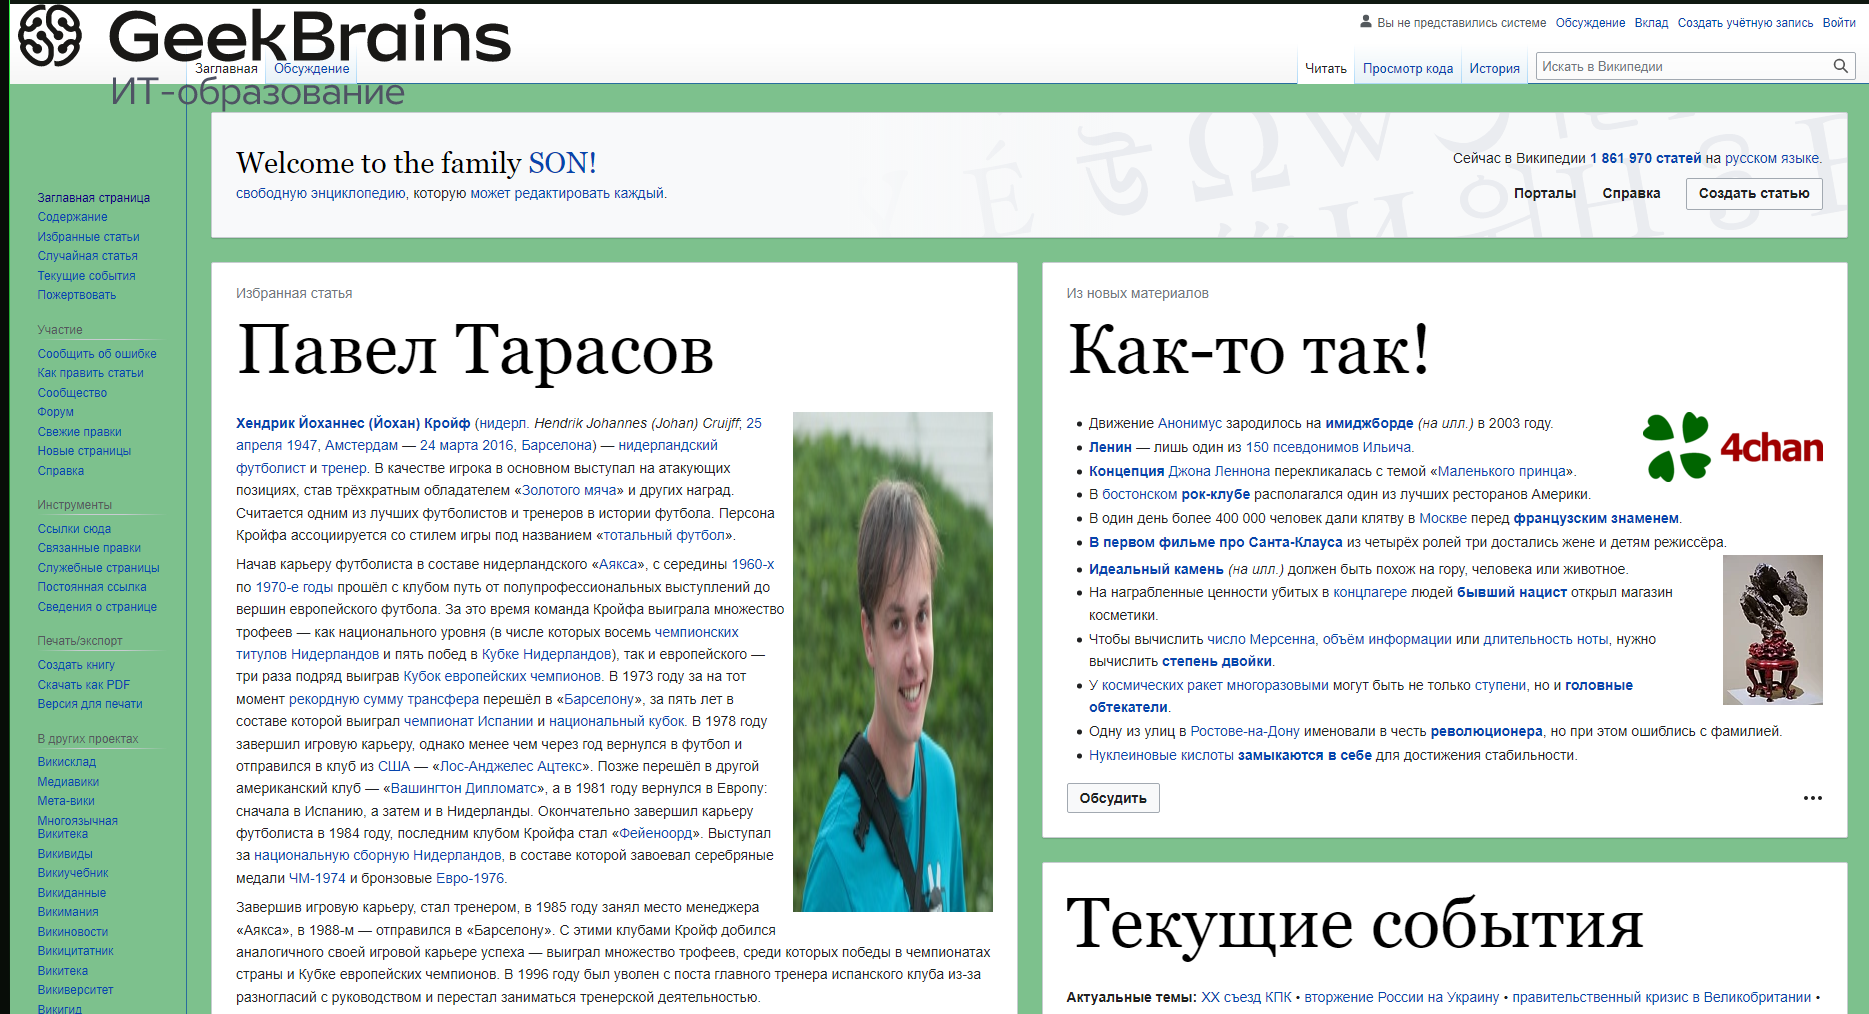 GeekBrains
ИТ-образование
Вы не представились системе Обсуждение Вклад Создать учётную запись Войти
Заглавная Обсуждение
Читать Просмотр кода История Искать в Википедии
Заглавная страница
Содержание
Избранные статьи
Случайная статья
Текущие события
Пожертвовать
Участие
Сообщить об ошибке
Как править статьи
Сообщество
Форум
Свежие правки
Новые страницы
Справка
Инструменты
Ссылки сюда
Связанные правки
Служебные страницы
Постоянная ссылка
Сведения о странице
Печать/экспорт
Создать книгу
Скачать как PDF
Версия для печати
В других проектах
Викисклад
Медиавики
Мета-вики
Многоязычная
Викитека
Викивиды
Викиучебник
Викиданные
Викимания
Викиновости
Викицитатник
Викитека
Викиверситет
Викигид
Welcome to the family SON!
свободную энциклопедию, которую может редактировать каждый.
Сейчас в Википедии 1 861 970 статей на русском языке.
Порталы Справка Создать статью
Избранная статья
Павел Тарасов
Хендрик Йоханнес (Йохан) Кройф (нидерл. Hendrik Johannes (Johan) Cruijff; 25
апреля 1947, Амстердам — 24 марта 2016, Барселона) — нидерландский
футболист и тренер. В качестве игрока в основном выступал на атакующих
позициях, став трёхкратным обладателем «Золотого мяча» и других наград.
Считается одним из лучших футболистов и тренеров в истории футбола. Персона
Кройфа ассоциируется со стилем игры под названием «тотальный футбол».
Начав карьеру футболиста в составе нидерландского «Аякса», с середины 1960-х
по 1970-е годы прошёл с клубом путь от полупрофессиональных выступлений до
вершин европейского футбола. За это время команда Кройфа выиграла множество
трофеев — как национального уровня (в числе которых восемь чемпионских
титулов Нидерландов и пять побед в Кубке Нидерландов), так и европейского —
три раза подряд выиграв Кубок европейских чемпионов. В 1973 году за на тот
момент рекордную сумму трансфера перешёл в «Барселону», за пять лет в
составе которой выиграл чемпионат Испании и национальный кубок. В 1978 году
завершил игровую карьеру, однако менее чем через год вернулся в футбол и
отправился в клуб из США — «Лос-Анджелес Ацтекс». Позже перешёл в другой
американский клуб — «Вашингтон Дипломатс», а в 1981 году вернулся в Европу:
сначала в Испанию, а затем и в Нидерланды. Окончательно завершил карьеру
футболиста в 1984 году, последним клубом Кройфа стал «Фейеноорд». Выступал
за национальную сборную Нидерландов, в составе которой завоевал серебряные
медали ЧМ-1974 и бронзовые Евро-1976.
Завершив игровую карьеру, стал тренером, в 1985 году занял место менеджера
«Аякса», в 1988-м — отправился в «Барселону». С этими клубами Кройф добился
аналогичного своей игровой карьере успеха — выиграл множество трофеев, среди которых победы в чемпионатах
страны и Кубке европейских чемпионов. В 1996 году был уволен с поста главного тренера испанского клуба из-за
разногласий с руководством и перестал заниматься тренерской деятельностью.
Из новых материалов
Как-то так!
Движение Анонимус зародилось на имиджборде (на илл.) в 2003 году.
Ленин — лишь один из 150 псевдонимов Ильича.
Концепция Джона Леннона перекликалась с темой «Маленького принца».
В бостонском рок-клубе располагался один из лучших ресторанов Америки.
В один день более 400 000 человек дали клятву в Москве перед французским знаменем.
В первом фильме про Санта-Клауса из четырёх ролей три достались жене и детям режиссёра.
4chan
Идеальный камень (на илл.) должен быть похож на гору, человека или животное.
На награбленные ценности убитых в концлагере людей бывший нацист открыл магазин
косметики.
Чтобы вычислить число Мерсенна, объём информации или длительность ноты, нужно
вычислить степень двойки.
У космических ракет многоразовыми могут быть не только ступени, но и головные
обтекатели.
Одну из улиц в Ростове-на-Дону именовали в честь революционера, но при этом ошиблись с фамилией.
Нуклеиновые кислоты замыкаются в себе для достижения стабильности.
Обсудить
Текущие события
Актуальные темы: XX съезд КПК • вторжение России на Украину • правительственный кризис в Великобритании •